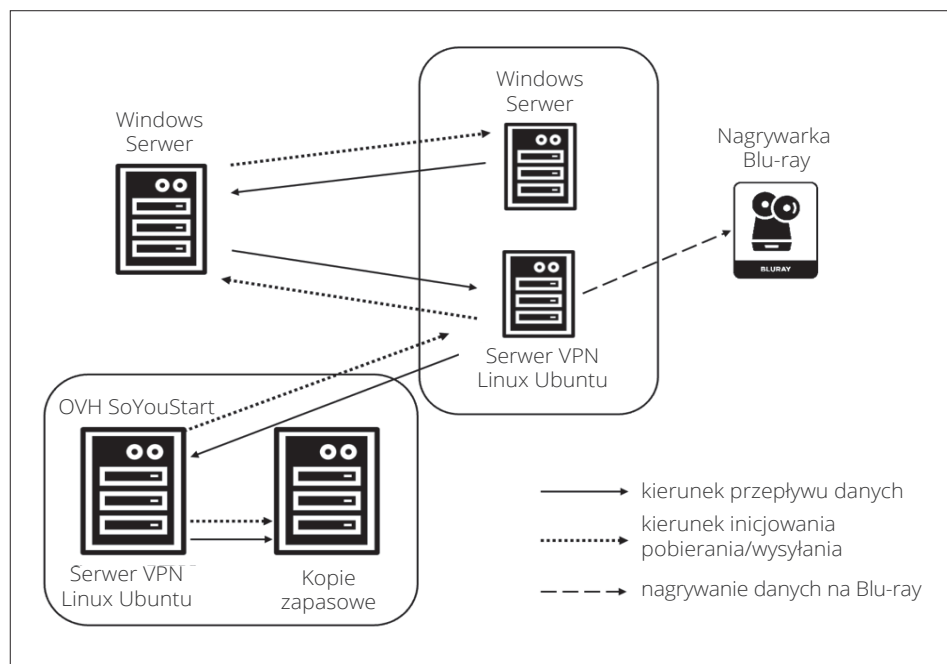 Windows
Serwer
Windows
Serwer
Nagrywarka
Blu-ray
BLURAY
Serwer VPN
Linux Ubuntu
OVH SoYouStart
Serwer VPN
Linux Ubuntu
Kopie
zapasowe
kierunek przepływu danych
kierunek inicjowania
pobierania/wysyłania
nagrywanie danych na Blu-ray